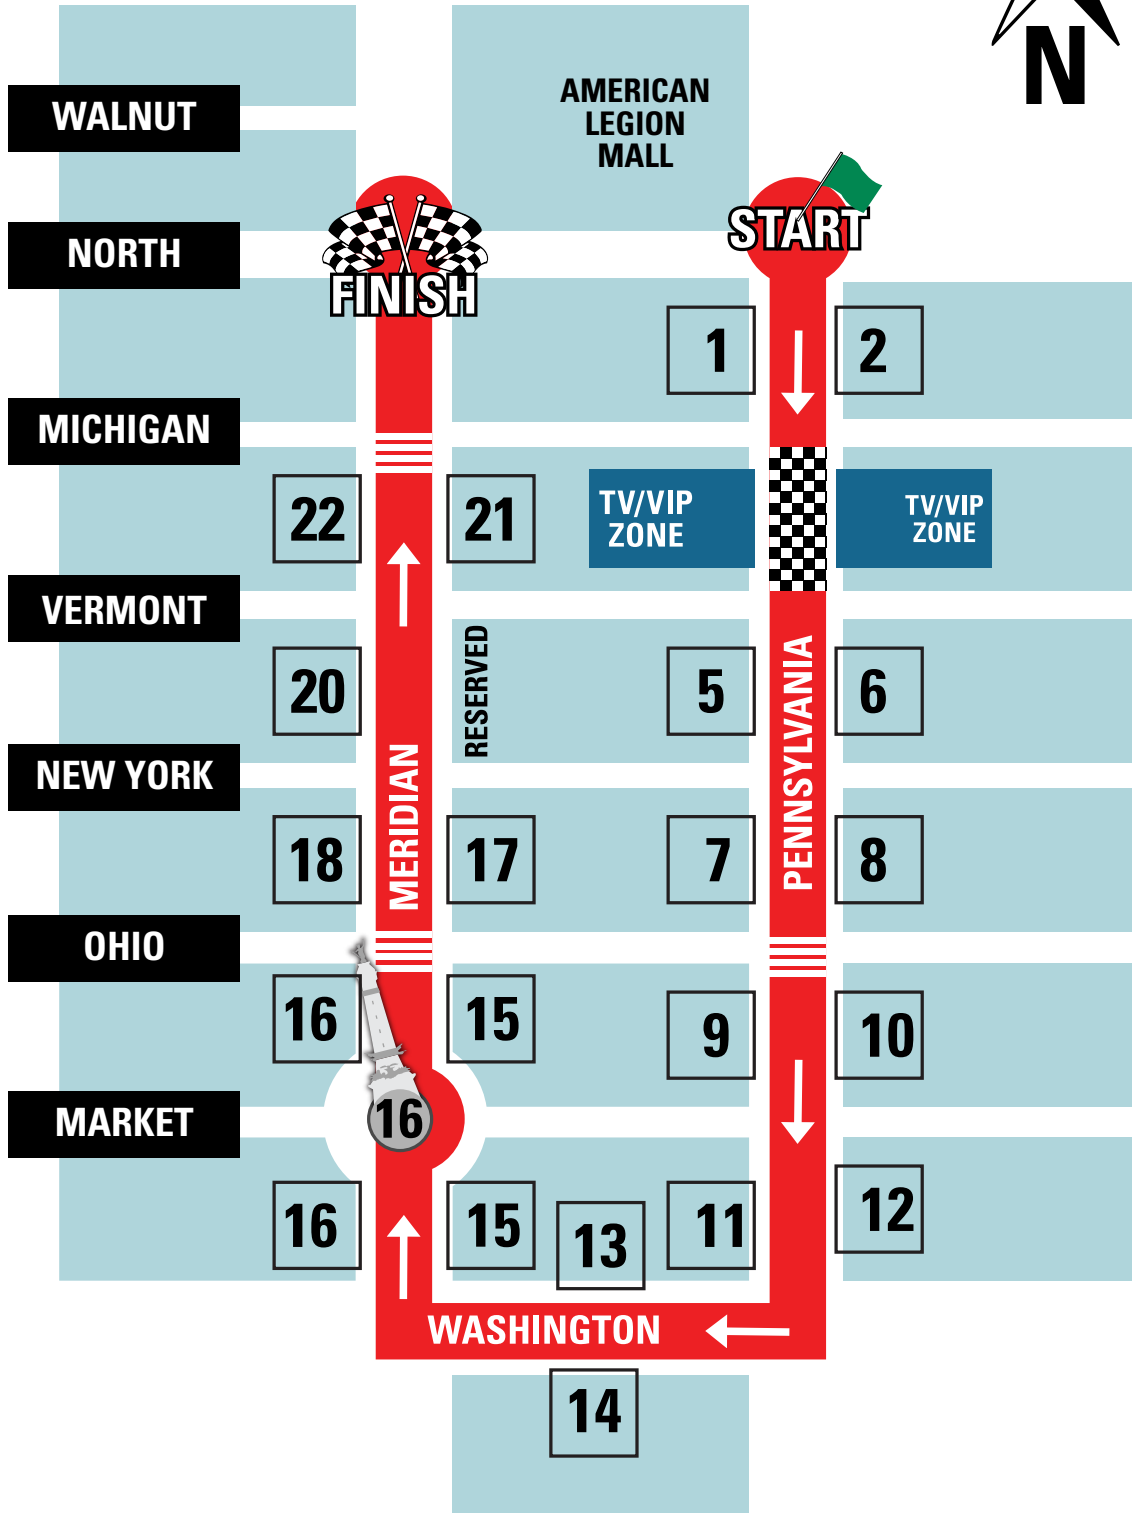 N
AMERICAN
LEGION
MALL
WALNUT
START
NORTH
FINISH
1
2
MICHIGAN
22
21
TV/VIP
ZONE
TV/VIP
ZONE
VERMONT
20
RESERVED
5
PENNSYLVANIA
6
NEW YORK
MERIDIAN
18
17
7
8
OHIO
16
15
9
10
MARKET
16
16
15
13
11
12
WASHINGTON
14